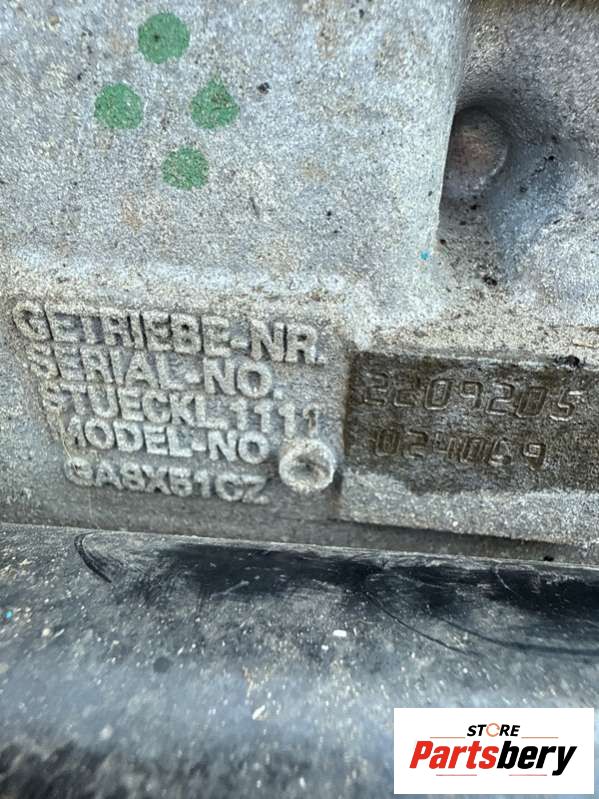 GETRIEBE-NR.
SERIAL-NO.
STUECKL.1111
MODEL-NO
GA8X51CZ
2209205
024069
STORE
Partsbery